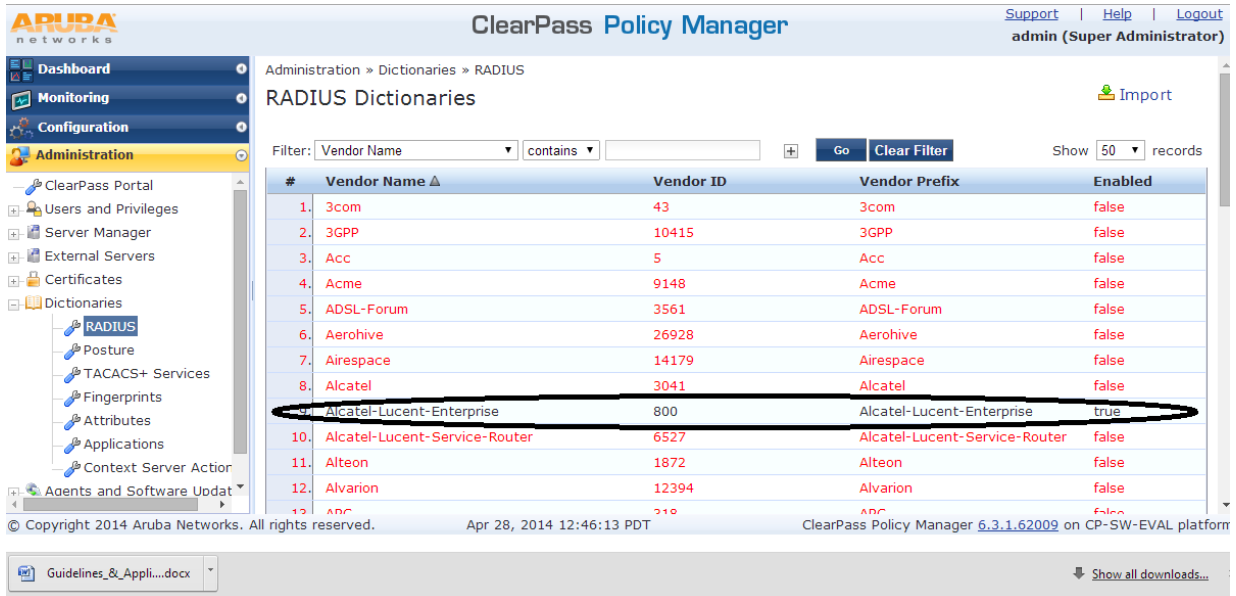 ARUBA
networks
ClearPass Policy Manager
Support | Help | Logout
admin (Super Administrator)
Dashboard
Monitoring
Configuration
Administration
ClearPass Portal
Users and Privileges
Server Manager
External Servers
Certificates
Dictionaries
RADIUS
Posture
TACACS+ Services
Fingerprints
Attributes
Applications
Context Server Action
Agents and Software Updat
Administration » Dictionaries » RADIUS
RADIUS Dictionaries
Import
Filter: Vendor Name contains + Go Clear Filter Show 50 records
# Vendor Name Vendor ID Vendor Prefix Enabled
1. 3com 43 3com false
2. 3GPP 10415 3GPP false
3. Acc 5 Acc false
4. Acme 9148 Acme false
5. ADSL-Forum 3561 ADSL-Forum false
6. Aerohive 26928 Aerohive false
7. Airespace 14179 Airespace false
8. Alcatel 3041 Alcatel false
9. Alcatel-Lucent-Enterprise 800 Alcatel-Lucent-Enterprise true
10. Alcatel-Lucent-Service-Router 6527 Alcatel-Lucent-Service-Router false
11. Alteon 1872 Alteon false
12. Alvarion 12394 Alvarion false
13. APC 318 APC false
© Copyright 2014 Aruba Networks. All rights reserved. Apr 28, 2014 12:46:13 PDT ClearPass Policy Manager 6.3.1.62009 on CP-SW-EVAL platform
Guidelines_&_Appli....docx Show all downloads...